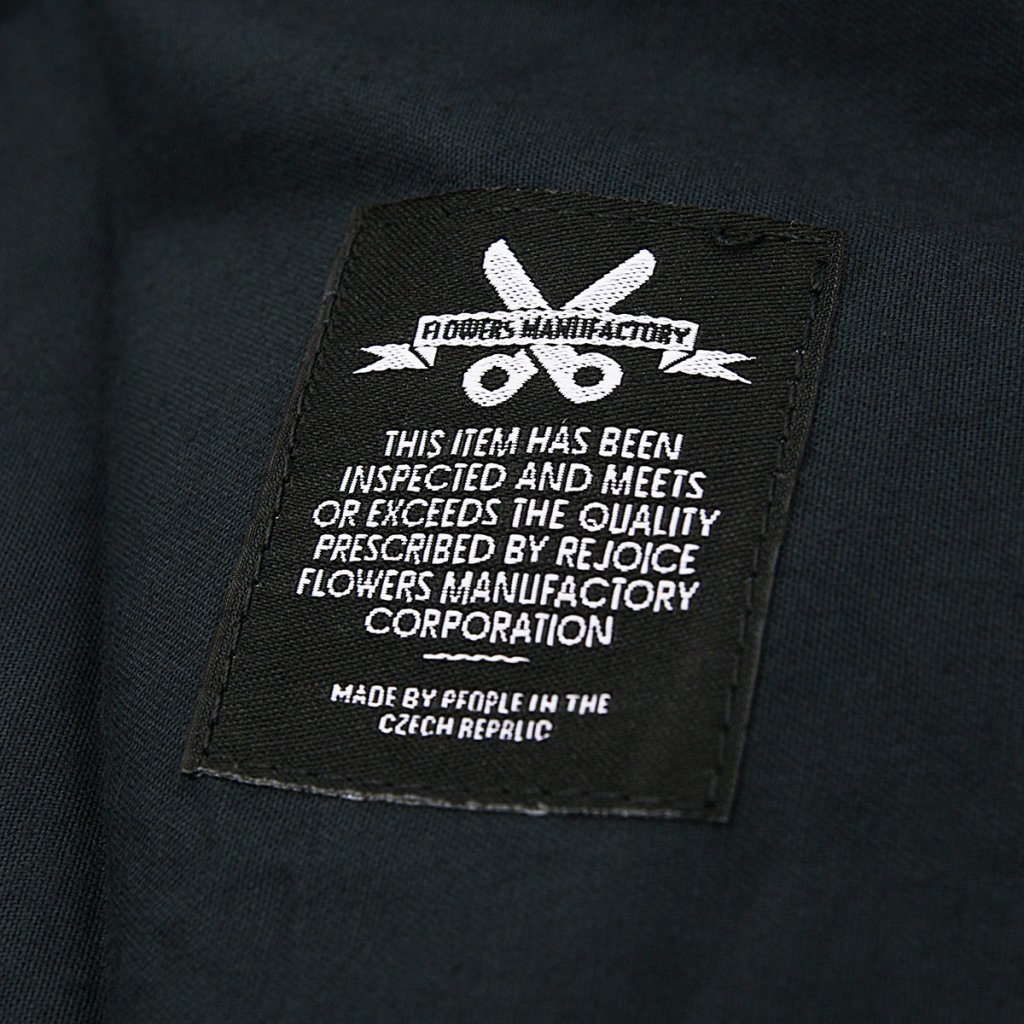 FLOWERS MANUFACTORY
THIS ITEM HAS BEEN
INSPECTED AND MEETS
OR EXCEEDS THE QUALITY
PRESCRIBED BY REJOICE
FLOWERS MANUFACTORY
CORPORATION
MADE BY PEOPLE IN THE
CZECH REPRLIC